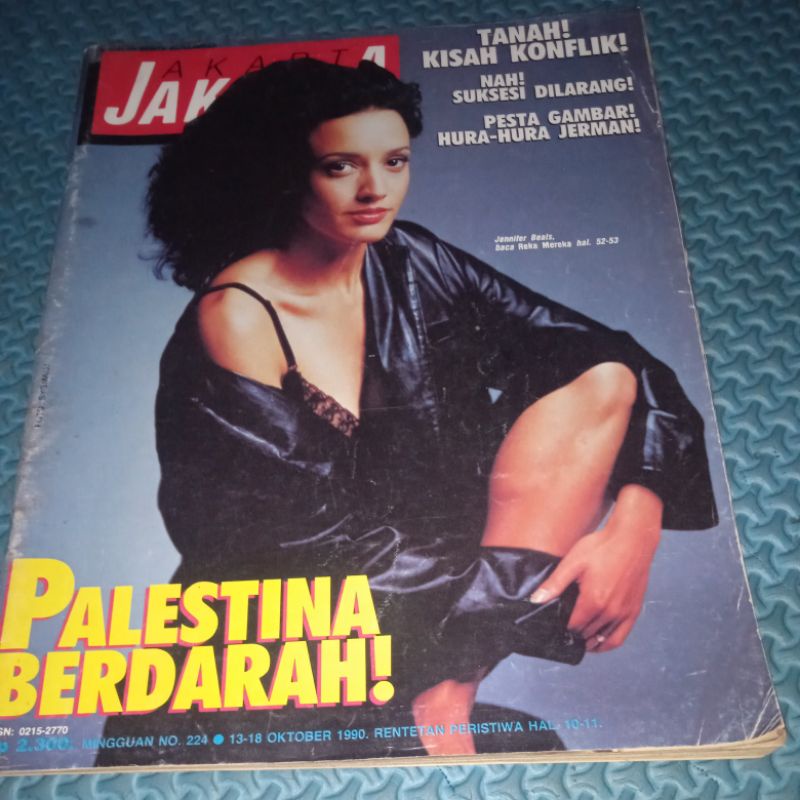 JAKARTA
JAK
TANAH!
KISAH KONFLIK!
NAH!
SUKSESI DILARANG!
PESTA GAMBAR!
HURA-HURA JERMAN!
Jennifer Beals,
baca Reka Mereka hal. 52-53
PALESTINA
BERDARAH!
SN: 0215-2770
p 2.300. MINGGUAN NO. 224 ● 13-18 OKTOBER 1990. RENTETAN PERISTIWA HAL. 10-11.